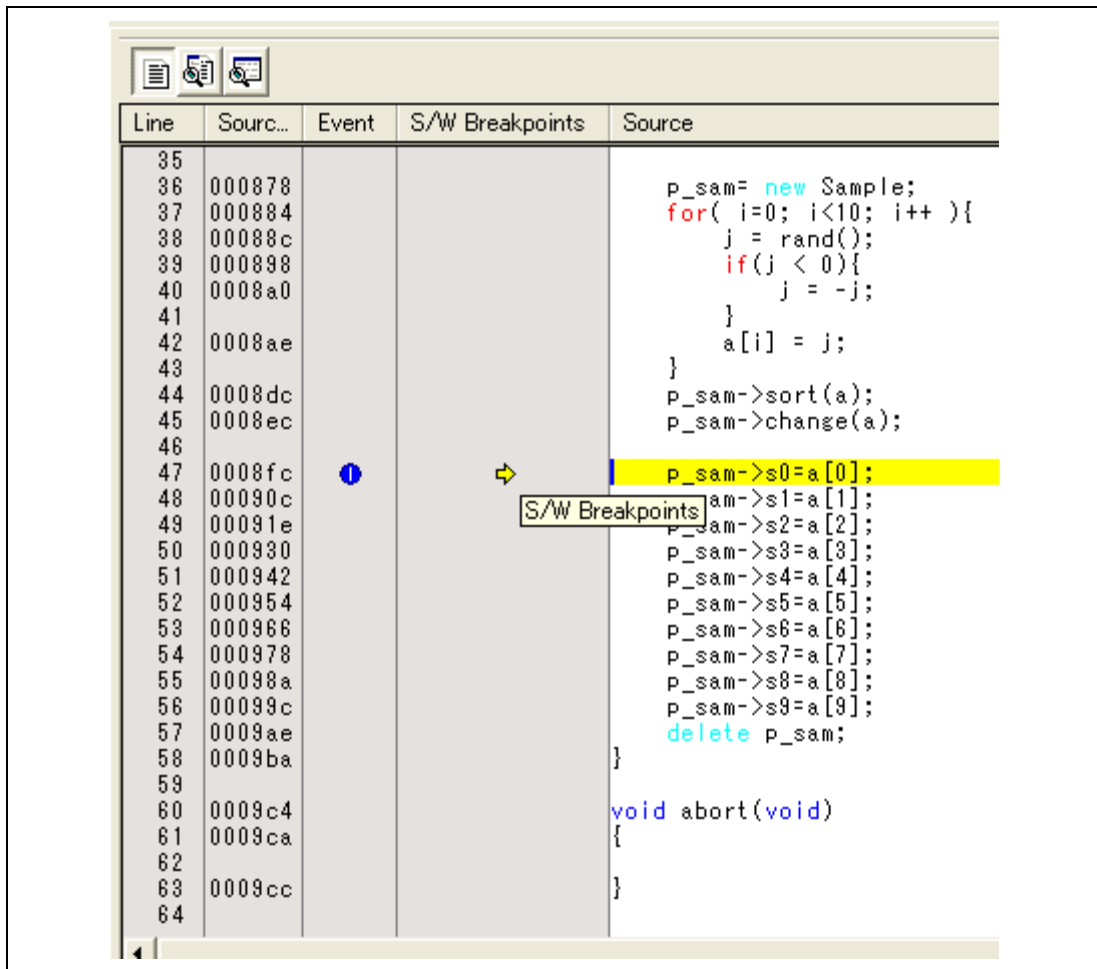 Line Sourc... Event S/W Breakpoints Source
35
36 000878 p_sam= new Sample;
37 000884 for( i=0; i<10; i++ ){
38 00088c j = rand();
39 000898 if(j < 0){
40 0008a0 j = -j;
41 }
42 0008ae a[i] = j;
43 }
44 0008dc p_sam->sort(a);
45 0008ec p_sam->change(a);
46
47 0008fc p_sam->s0=a[0];
48 00090c am->s1=a[1];
S/W Breakpoints
49 00091e p_sam->s2=a[2];
50 000930 p_sam->s3=a[3];
51 000942 p_sam->s4=a[4];
52 000954 p_sam->s5=a[5];
53 000966 p_sam->s6=a[6];
54 000978 p_sam->s7=a[7];
55 00098a p_sam->s8=a[8];
56 00099c p_sam->s9=a[9];
57 0009ae delete p_sam;
58 0009ba }
59
60 0009c4 void abort(void)
61 0009ca {
62
63 0009cc }
64